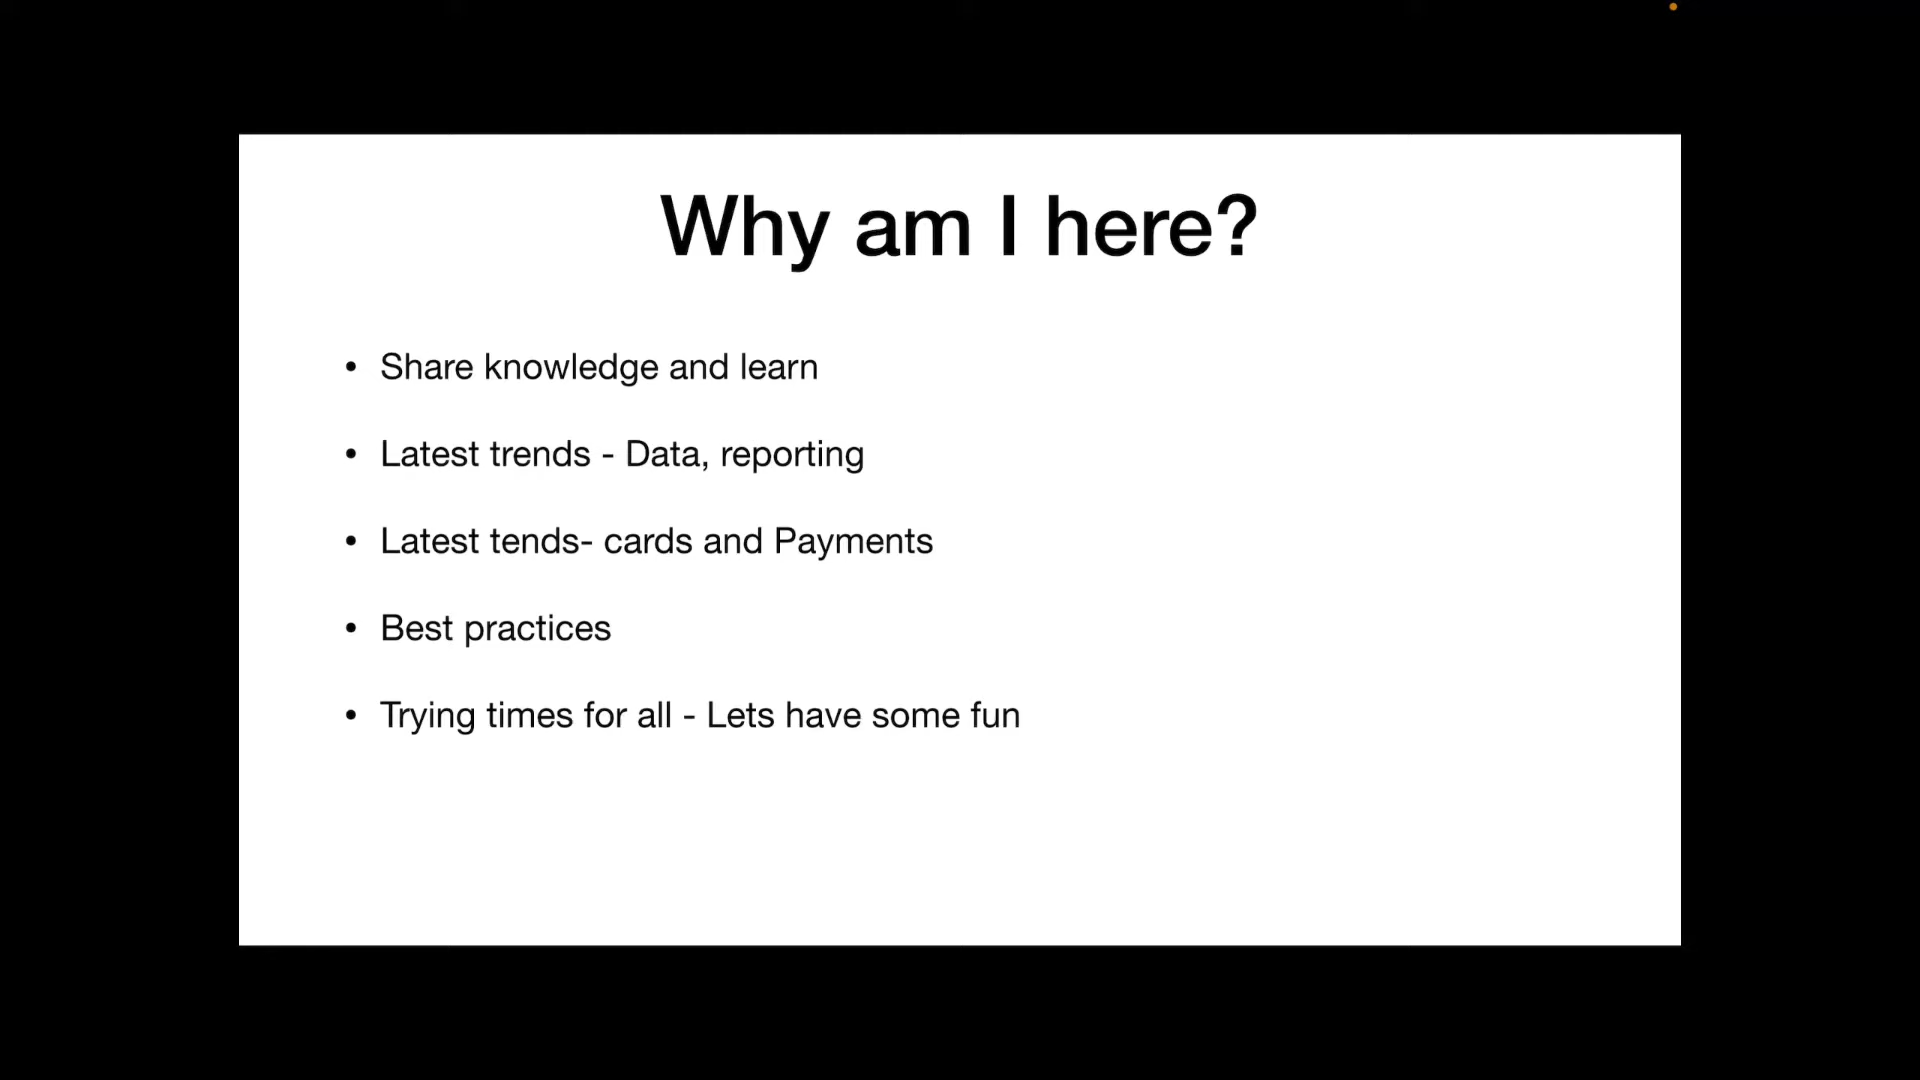 Why am I here?
• Share knowledge and learn
• Latest trends - Data, reporting
• Latest tends- cards and Payments
• Best practices
• Trying times for all - Lets have some fun